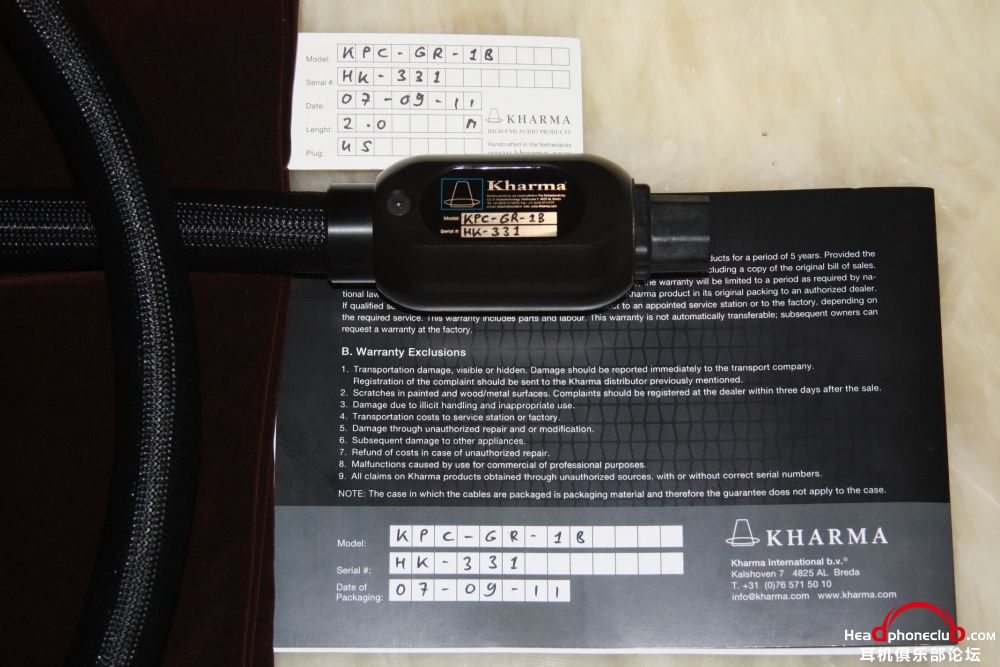 Model: KPC-GR-1B
Serial # HK-331
Date: 07-09-11
Lenght: 2.0 m
Plug: US
KHARMA
HIGH END AUDIO PRODUCTS
Handcrafted in the Netherlands
www.kharma.com
Kharma
Model: KPC-GR-1B
Serial #: HK-331
ducts for a period of 5 years. Provided the
cluding a copy of the original bill of sales.
the warranty will be limited to a period as required by na-
tional law
harma product in its original packing to an authorized dealer.
If qualified
t to an appointed service station or to the factory, depending on
the required service. This warranty includes parts and labour. This warranty is not automatically transferable; subsequent owners can
request a warranty at the factory.
B. Warranty Exclusions
1. Transportation damage, visible or hidden. Damage should be reported immediately to the transport company.
Registration of the complaint should be sent to the Kharma distributor previously mentioned.
2. Scratches in painted and wood/metal surfaces. Complaints should be registered at the dealer within three days after the sale.
3. Damage due to illicit handling and inappropriate use.
4. Transportation costs to service station or factory.
5. Damage through unauthorized repair and or modification.
6. Subsequent damage to other appliances.
7. Refund of costs in case of unauthorized repair.
8. Malfunctions caused by use for commercial of professional purposes.
9. All claims on Kharma products obtained through unauthorized sources, with or without correct serial numbers.
NOTE: The case in which the cables are packaged is packaging material and therefore the guarantee does not apply to the case.
Model: KPC-GR-1B
Serial #: HK-331
Date of
Packaging: 07-09-11
KHARMA
Kharma International b.v.®
Kalshoven 7 4825 AL Breda
T. +31 (0)76 571 50 10
info@kharma.com www.kharma.com
Headphoneclub.com
耳机俱乐部论坛